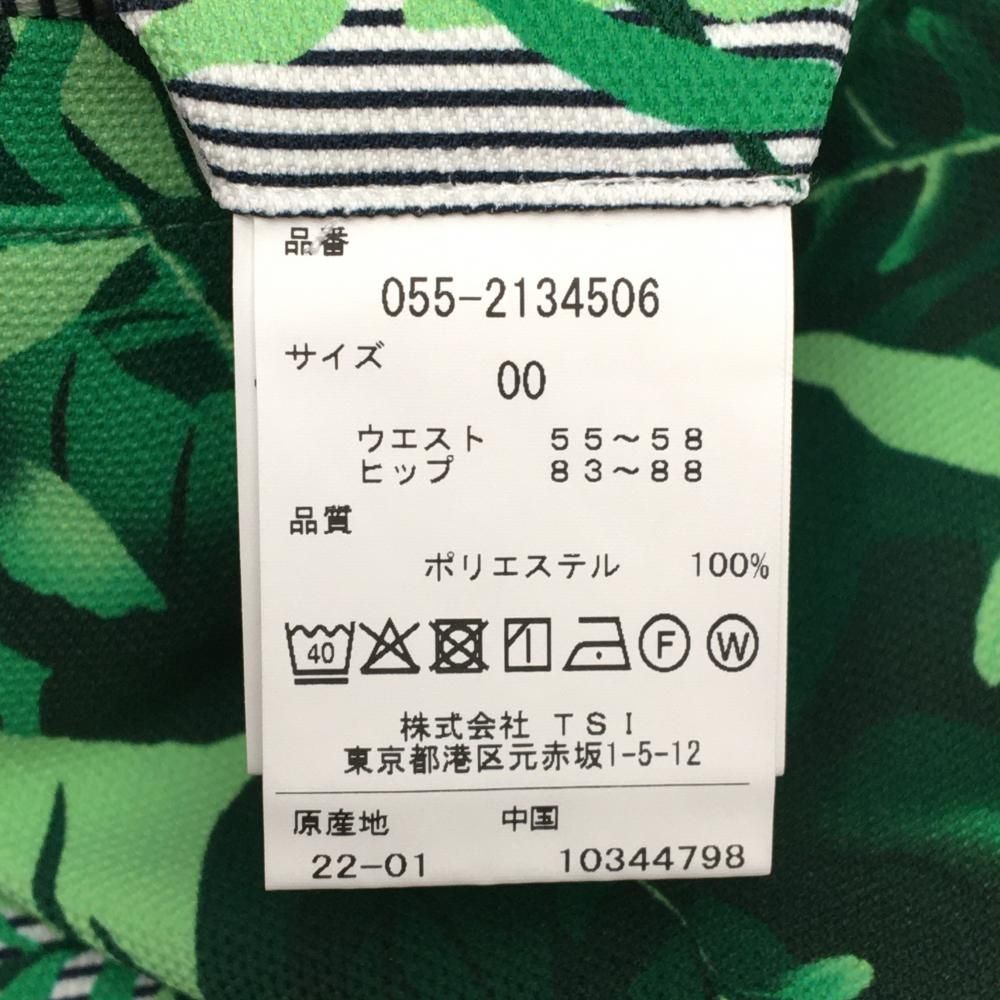 品番
055-2134506
サイズ
00
ウエスト 55～58
ヒップ 83～88
品質
ポリエステル 100%
40 F W
株式会社 TSI
東京都港区元赤坂1-5-12
原産地 中国
22-01 10344798